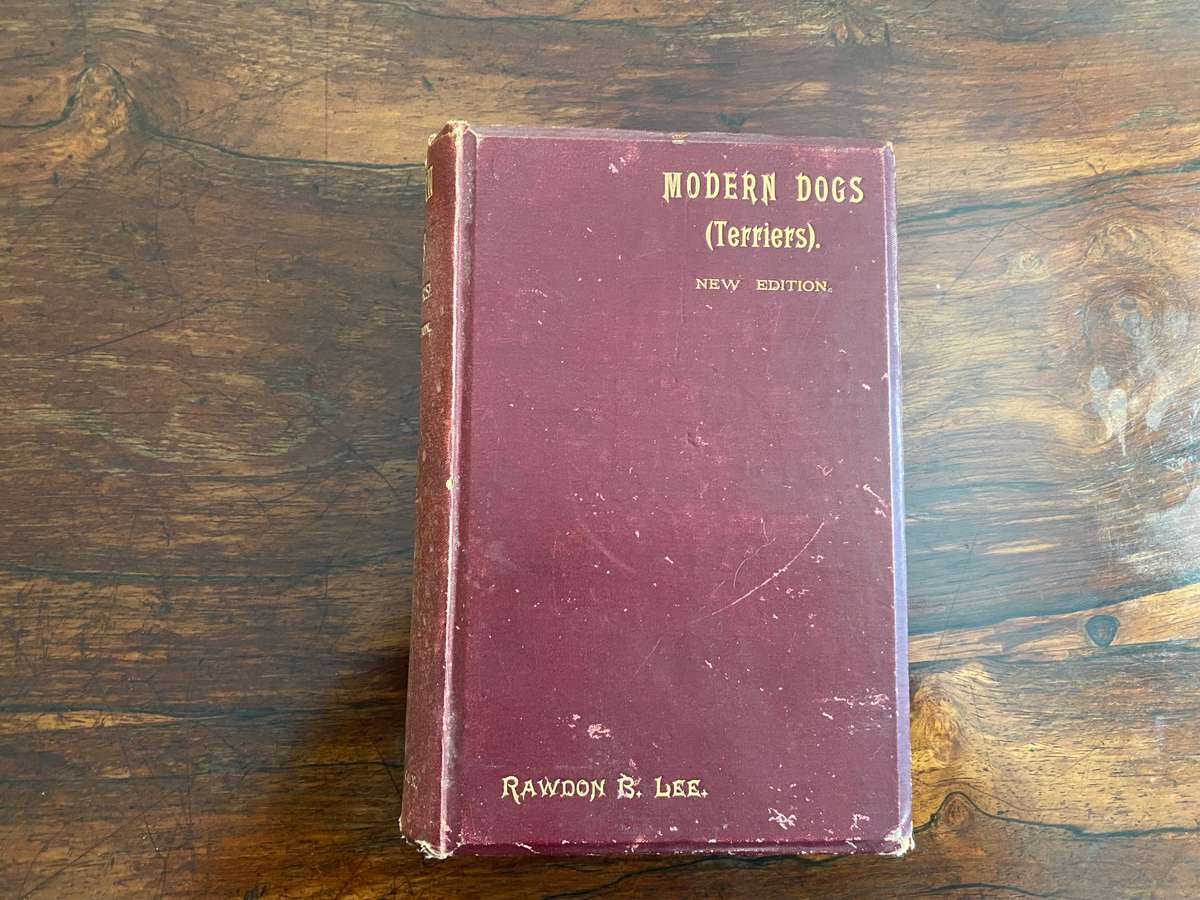 MODERN DOGS
(Terriers).
NEW EDITION.
RAWDON B. LEE.